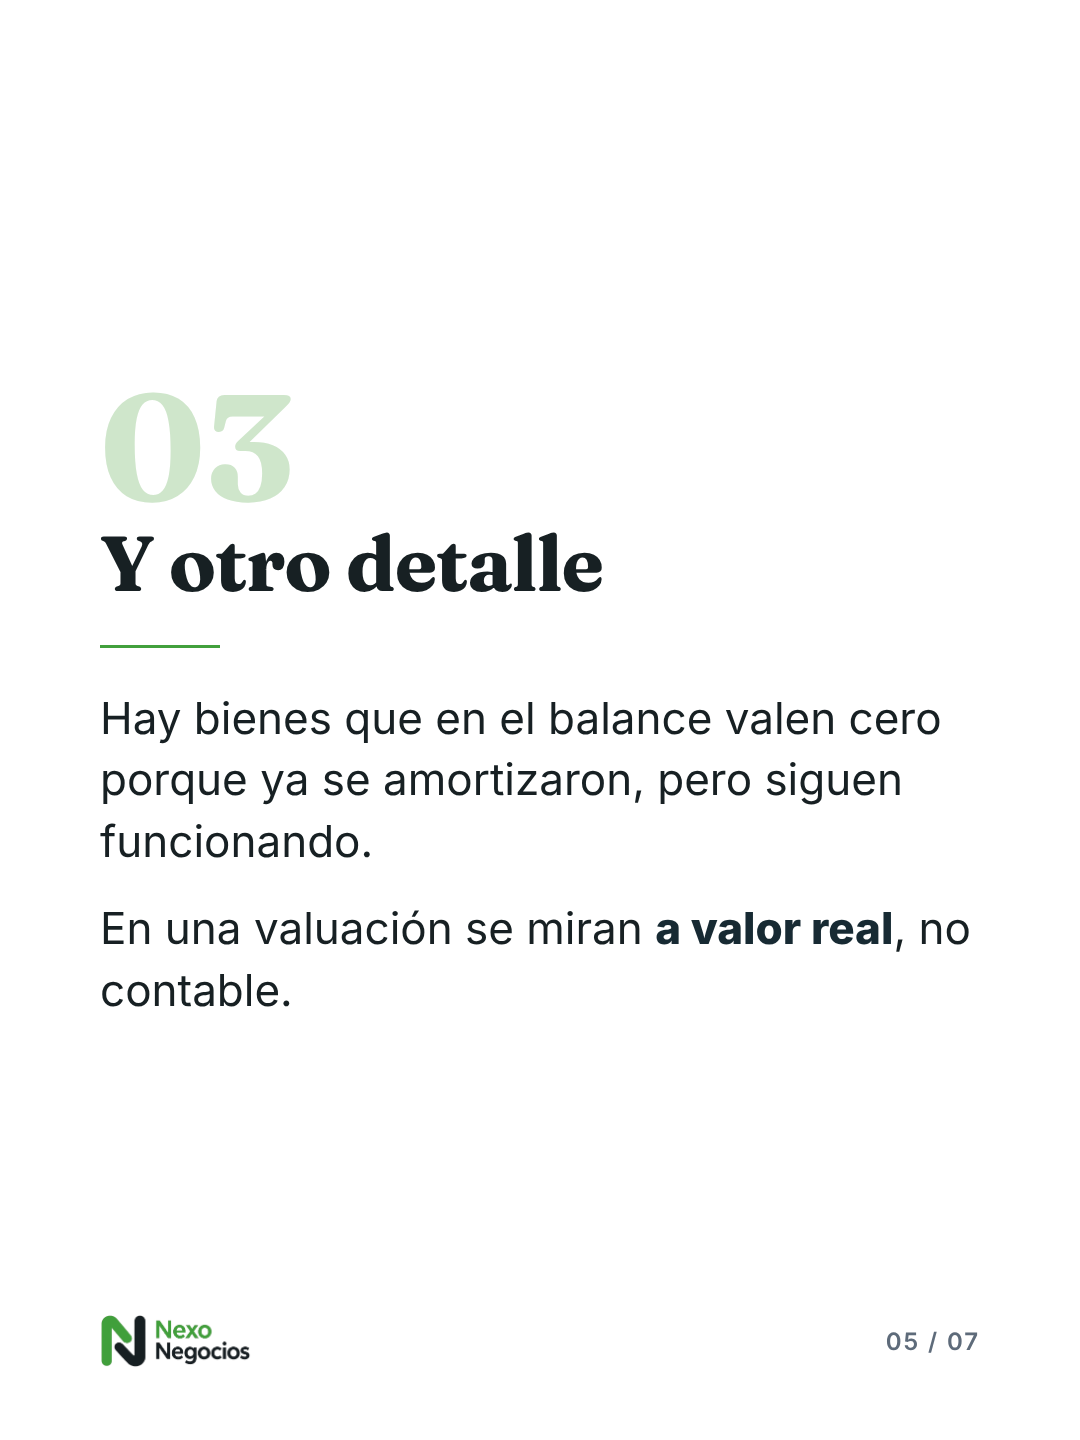 03
Y otro detalle
Hay bienes que en el balance valen cero
porque ya se amortizaron, pero siguen
funcionando.
En una valuación se miran a valor real, no
contable.
Nexo
Negocios
05 / 07